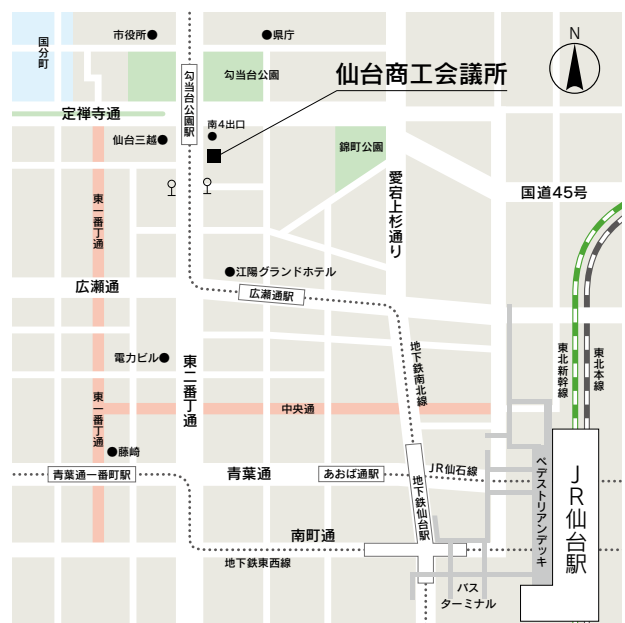 国分町
市役所
県庁
勾当台公園駅
勾当台公園
仙台商工会議所
N
定禅寺通
南4出口
仙台三越
錦町公園
愛宕上杉通り
国道45号
東一番丁通
江陽グランドホテル
広瀬通
広瀬通駅
電力ビル
東二番丁通
地下鉄南北線
東北新幹線
東北本線
中央通
東一番丁通
藤崎
青葉通一番町駅
青葉通
あおば通駅
JR仙石線
地下鉄仙台駅
ペデストリアンデッキ
JR仙台駅
南町通
地下鉄東西線
バス
ターミナル